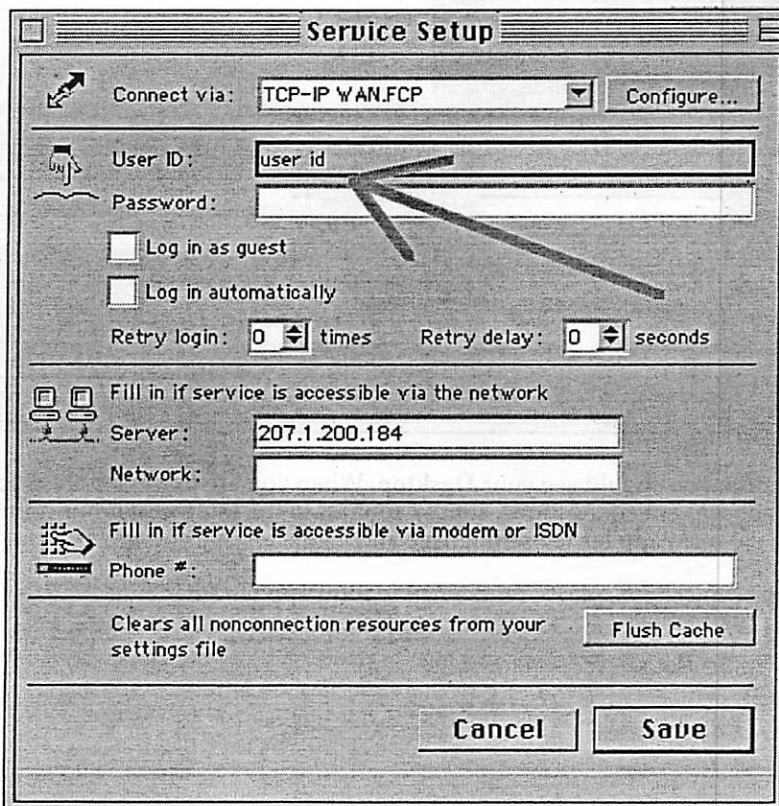 Service Setup
Connect via: TCP-IP WAN.FCP Configure...
User ID: user id
Password:
Log in as guest
Log in automatically
Retry login: 0 times Retry delay: 0 seconds
Fill in if service is accessible via the network
Server: 207.1.200.184
Network:
Fill in if service is accessible via modem or ISDN
Phone #:
Clears all nonconnection resources from your
settings file
Flush Cache
Cancel Save